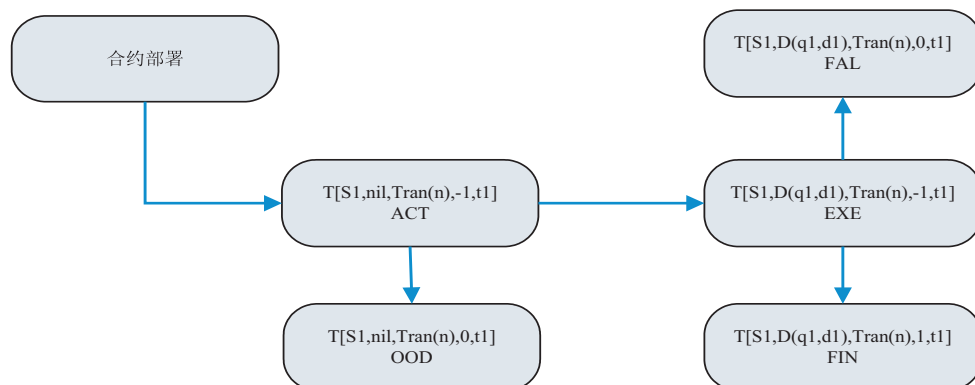 合约部署
T[S1,D(q1,d1),Tran(n),0,t1]
FAL
T[S1,nil,Tran(n),-1,t1]
ACT
T[S1,D(q1,d1),Tran(n),-1,t1]
EXE
T[S1,nil,Tran(n),0,t1]
OOD
T[S1,D(q1,d1),Tran(n),1,t1]
FIN